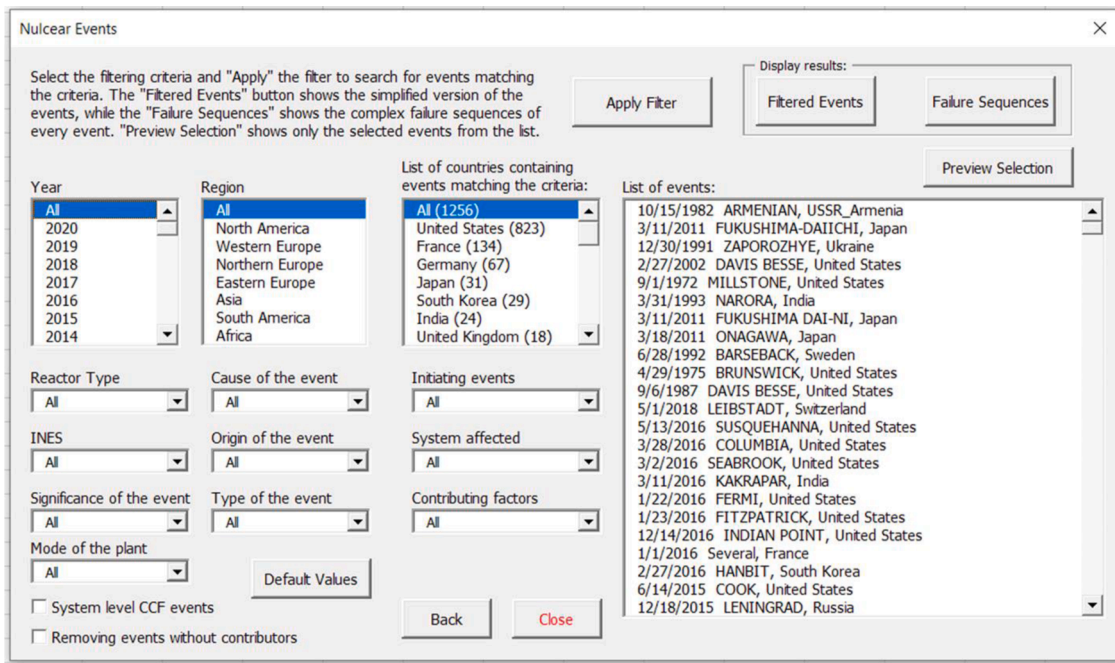 Nulcear Events
Select the filtering criteria and "Apply" the filter to search for events matching
the criteria. The "Filtered Events" button shows the simplified version of the
events, while the "Failure Sequences" shows the complex failure sequences of
every event. "Preview Selection" shows only the selected events from the list.
Apply Filter
Display results:
Filtered Events
Failure Sequences
Preview Selection
Year
All
2020
2019
2018
2017
2016
2015
2014
Region
All
North America
Western Europe
Northern Europe
Eastern Europe
Asia
South America
Africa
List of countries containing
events matching the criteria:
All (1256)
United States (823)
France (134)
Germany (67)
Japan (31)
South Korea (29)
India (24)
United Kingdom (18)
List of events:
10/15/1982 ARMENIAN, USSR_Armenia
3/11/2011 FUKUSHIMA-DAIICHI, Japan
12/30/1991 ZAPOROZHYE, Ukraine
2/27/2002 DAVIS BESSE, United States
9/1/1972 MILLSTONE, United States
3/31/1993 NARORA, India
3/11/2011 FUKUSHIMA DAI-NI, Japan
3/18/2011 ONAGAWA, Japan
6/28/1992 BARSEBACK, Sweden
4/29/1975 BRUNSWICK, United States
9/6/1987 DAVIS BESSE, United States
5/1/2018 LEIBSTADT, Switzerland
5/13/2016 SUSQUEHANNA, United States
3/28/2016 COLUMBIA, United States
3/2/2016 SEABROOK, United States
3/11/2016 KAKRAPAR, India
1/22/2016 FERMI, United States
1/23/2016 FITZPATRICK, United States
12/14/2016 INDIAN POINT, United States
1/1/2016 Several, France
2/27/2016 HANBIT, South Korea
6/14/2015 COOK, United States
12/18/2015 LENINGRAD, Russia
Reactor Type
All
Cause of the event
All
Initiating events
All
INES
All
Origin of the event
All
System affected
All
Significance of the event
All
Type of the event
All
Contributing factors
All
Mode of the plant
All
Default Values
System level CCF events
Removing events without contributors
Back
Close